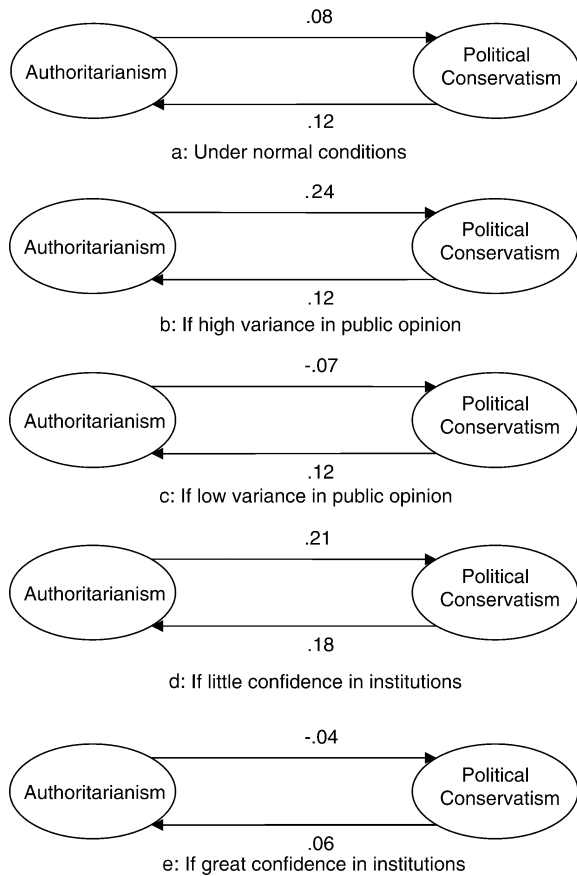 .08
Authoritarianism
Political
Conservatism
.12
a: Under normal conditions
.24
Authoritarianism
Political
Conservatism
.12
b: If high variance in public opinion
-.07
Authoritarianism
Political
Conservatism
.12
c: If low variance in public opinion
.21
Authoritarianism
Political
Conservatism
.18
d: If little confidence in institutions
-.04
Authoritarianism
Political
Conservatism
.06
e: If great confidence in institutions